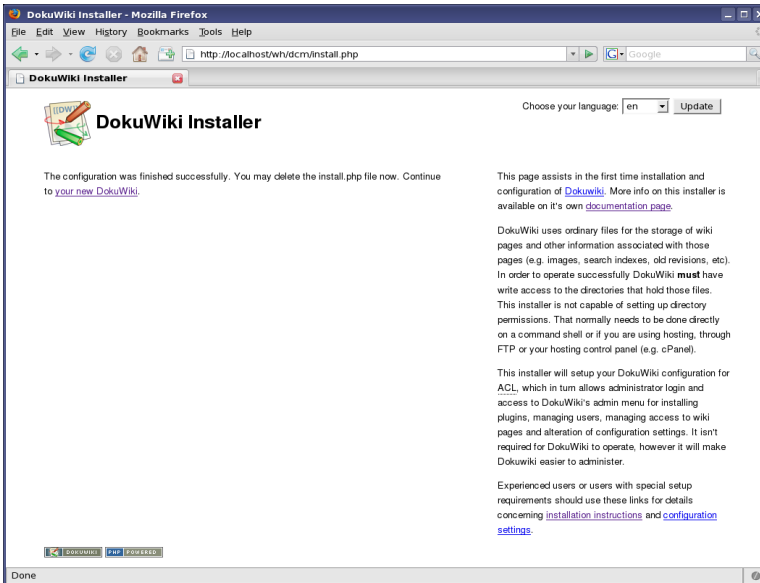 DokuWiki Installer - Mozilla Firefox
File Edit View History Bookmarks Tools Help
http://localhost/wh/dcm/install.php
G Google
DokuWiki Installer
[[DW]]
DokuWiki Installer
Choose your language: en Update
The configuration was finished successfully. You may delete the install.php file now. Continue
to your new DokuWiki.
This page assists in the first time installation and
configuration of Dokuwiki. More info on this installer is
available on it's own documentation page.
DokuWiki uses ordinary files for the storage of wiki
pages and other information associated with those
pages (e.g. images, search indexes, old revisions, etc).
In order to operate successfully DokuWiki must have
write access to the directories that hold those files.
This installer is not capable of setting up directory
permissions. That normally needs to be done directly
on a command shell or if you are using hosting, through
FTP or your hosting control panel (e.g. cPanel).
This installer will setup your DokuWiki configuration for
ACL, which in turn allows administrator login and
access to DokuWiki's admin menu for installing
plugins, managing users, managing access to wiki
pages and alteration of configuration settings. It isn't
required for DokuWiki to operate, however it will make
Dokuwiki easier to administer.
Experienced users or users with special setup
requirements should use these links for details
concerning installation instructions and configuration
settings.
DOKUWIKI PHP POWERED
Done